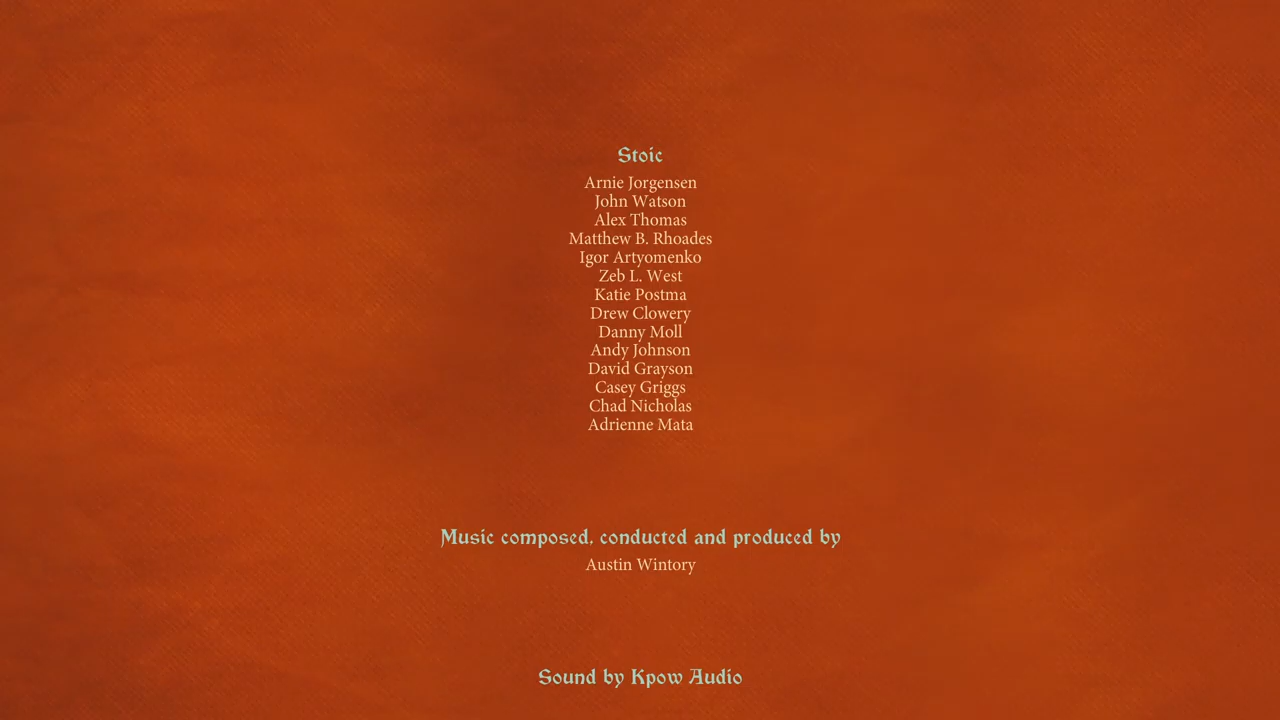 Stoic
Arnie Jorgensen
John Watson
Alex Thomas
Matthew B. Rhoades
Igor Artyomenko
Zeb L. West
Katie Postma
Drew Clowery
Danny Moll
Andy Johnson
David Grayson
Casey Griggs
Chad Nicholas
Adrienne Mata
Music composed, conducted and produced by
Austin Wintory
Sound by Kpow Audio